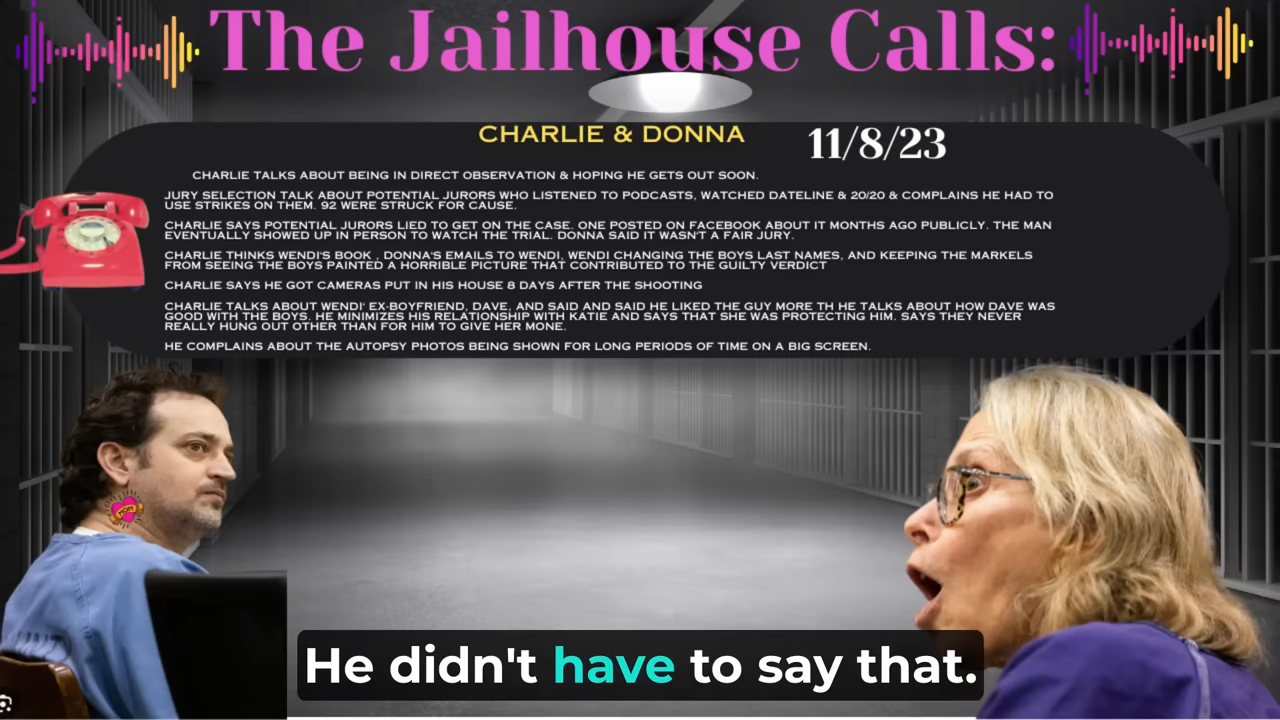 The Jailhouse Calls:
CHARLIE & DONNA
11/8/23
CHARLIE TALKS ABOUT BEING IN DIRECT OBSERVATION & HOPING HE GETS OUT SOON.
JURY SELECTION TALK ABOUT POTENTIAL JURORS WHO LISTENED TO PODCASTS, WATCHED DATELINE & 20/20 & COMPLAINS HE HAD TO
USE STRIKES ON THEM. 92 WERE STRUCK FOR CAUSE.
CHARLIE SAYS POTENTIAL JURORS LIED TO GET ON THE CASE. ONE POSTED ON FACEBOOK ABOUT IT MONTHS AGO PUBLICLY. THE MAN
EVENTUALLY SHOWED UP IN PERSON TO WATCH THE TRIAL. DONNA SAID IT WASN'T A FAIR JURY.
CHARLIE THINKS WENDI'S BOOK , DONNA'S EMAILS TO WENDI, WENDI CHANGING THE BOYS LAST NAMES, AND KEEPING THE MARKELS
FROM SEEING THE BOYS PAINTED A HORRIBLE PICTURE THAT CONTRIBUTED TO THE GUILTY VERDICT
CHARLIE SAYS HE GOT CAMERAS PUT IN HIS HOUSE 8 DAYS AFTER THE SHOOTING
CHARLIE TALKS ABOUT WENDI' EX-BOYFRIEND, DAVE, AND SAID AND SAID HE LIKED THE GUY MORE TH HE TALKS ABOUT HOW DAVE WAS
GOOD WITH THE BOYS. HE MINIMIZES HIS RELATIONSHIP WITH KATIE AND SAYS THAT SHE WAS PROTECTING HIM. SAYS THEY NEVER
REALLY HUNG OUT OTHER THAN FOR HIM TO GIVE HER MONE.
HE COMPLAINS ABOUT THE AUTOPSY PHOTOS BEING SHOWN FOR LONG PERIODS OF TIME ON A BIG SCREEN.
MOM
He didn't have to say that.